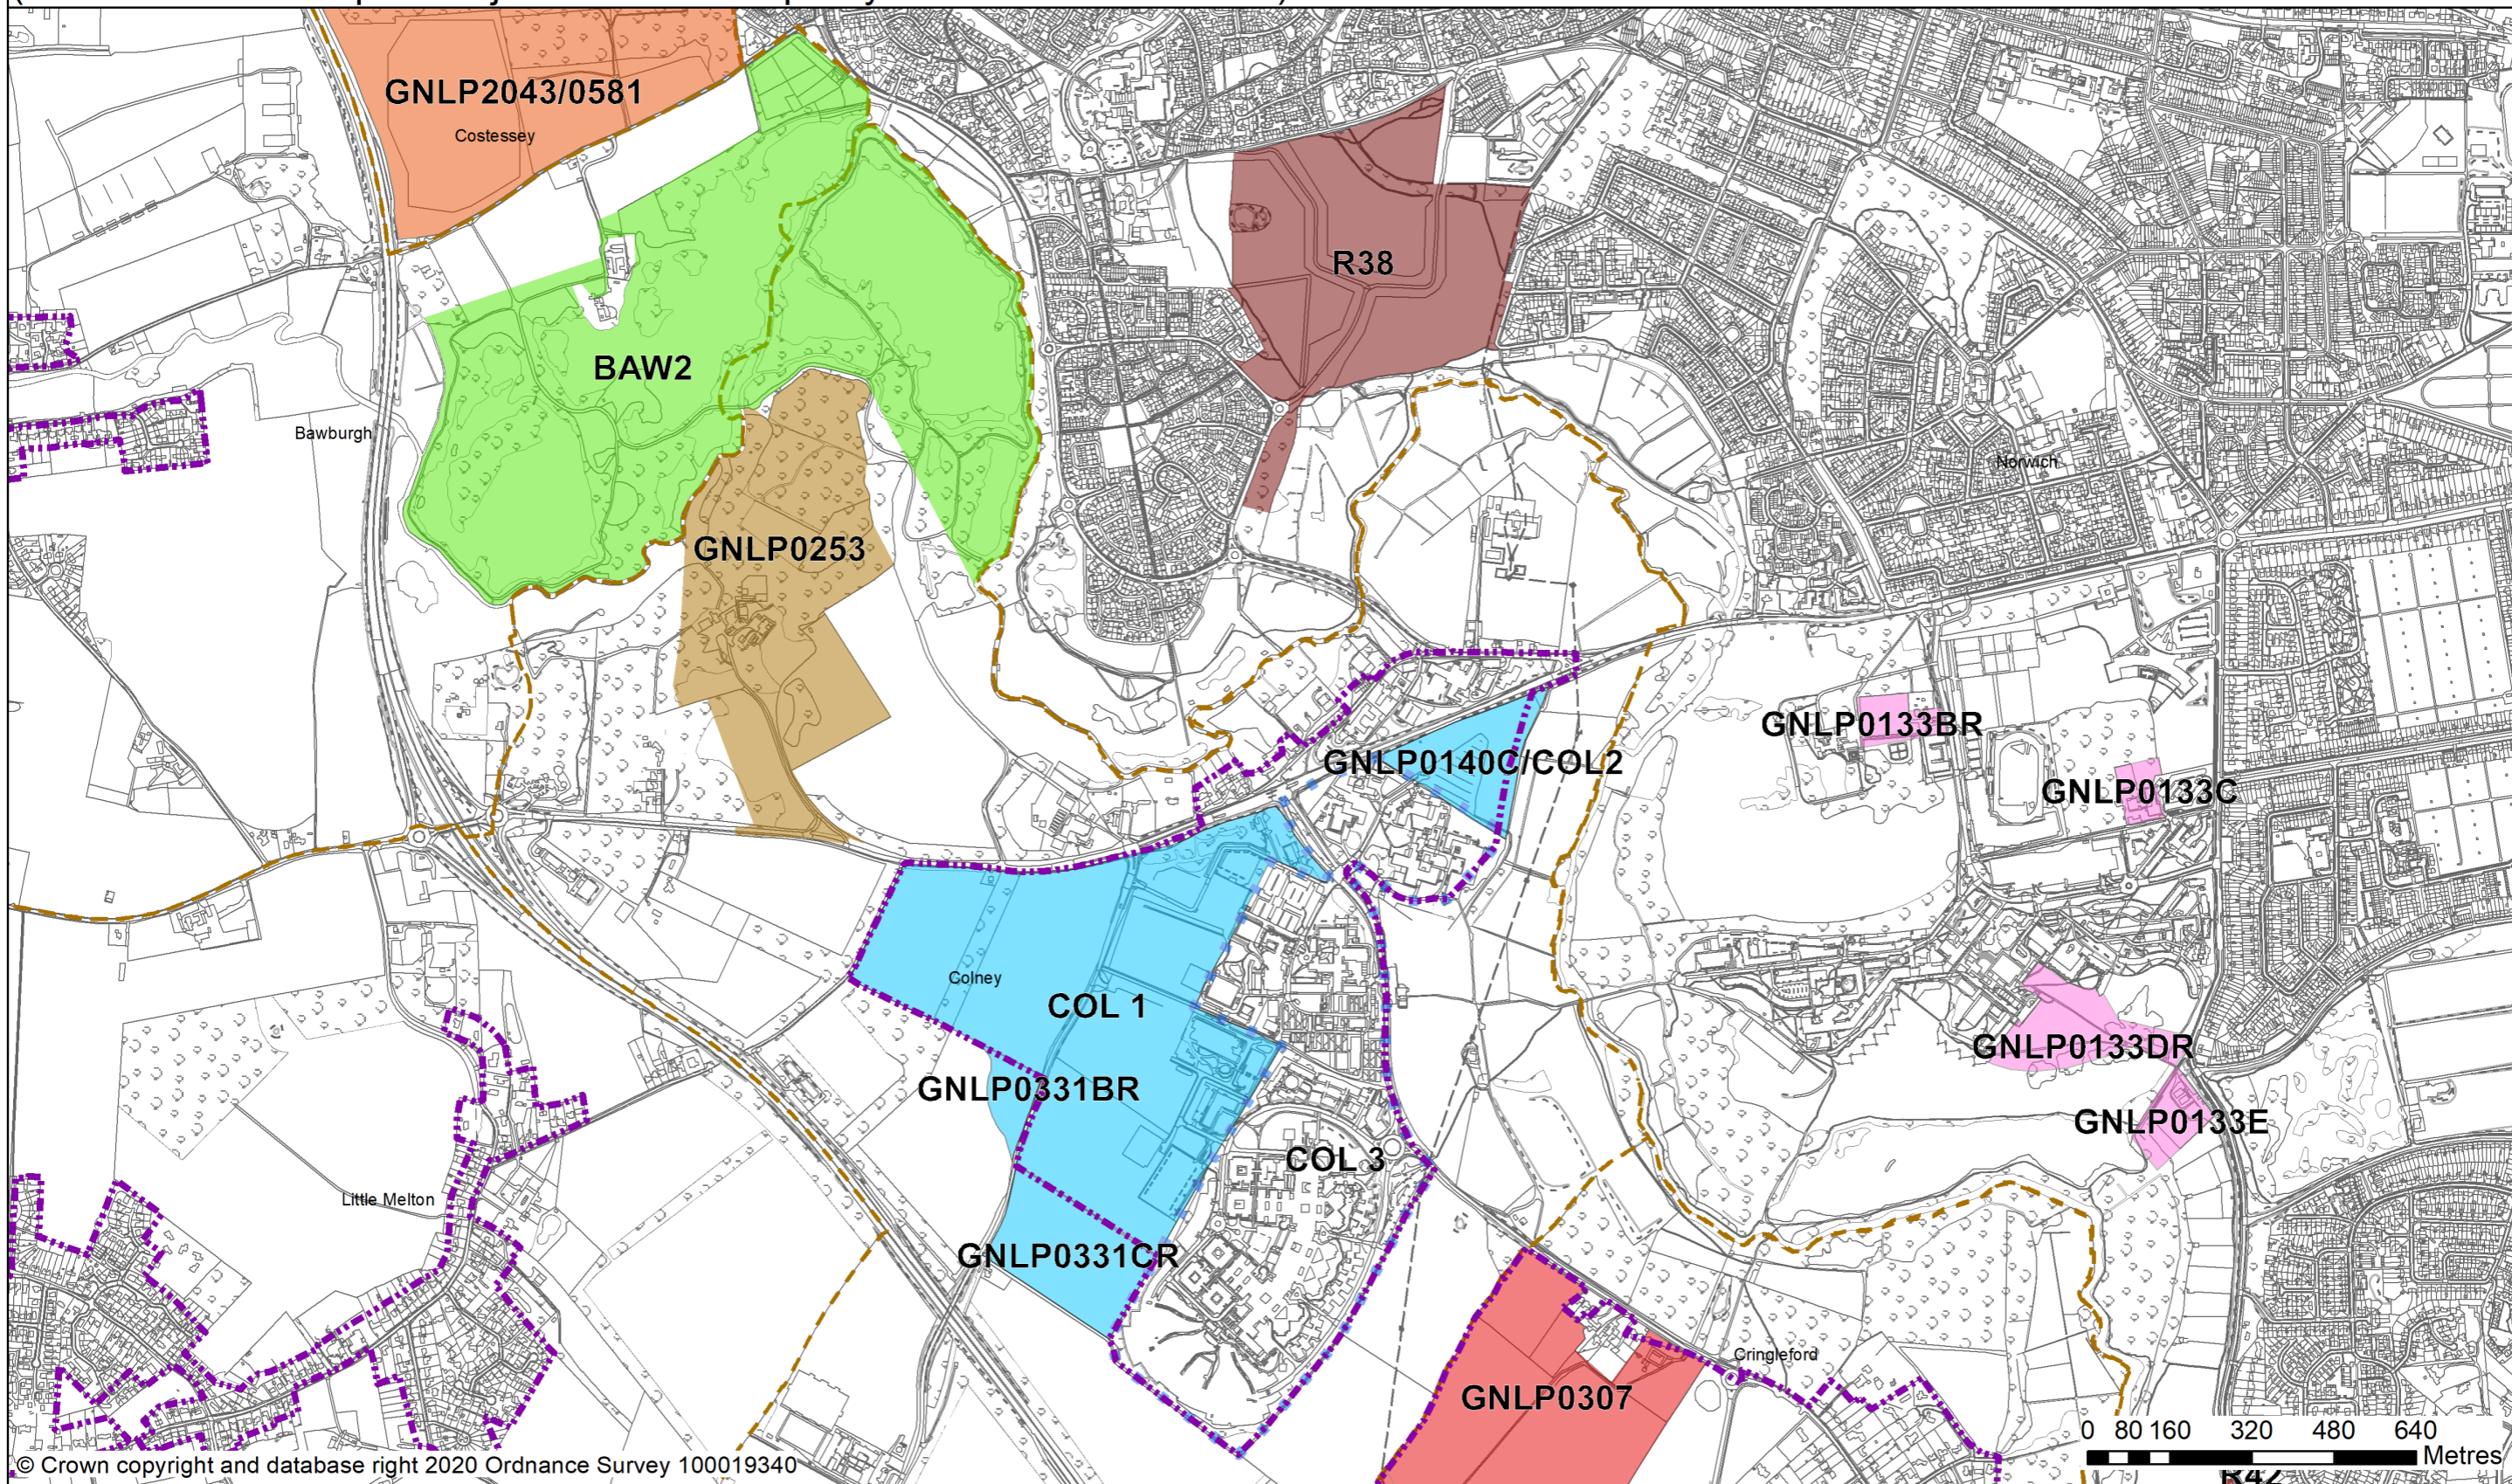 GNLP2043/0581
Costessey
R38
BAW2
Bawburgh
Norwich
GNLP0253
GNLP0133BR
GNLP0140C/COL2
GNLP0133C
Colney
COL 1
GNLP0133DR
GNLP0331BR
GNLP0133E
COL 3
Little Melton
GNLP0331CR
Cringleford
GNLP0307
0 80 160 320 480 640
Metres
© Crown copyright and database right 2020 Ordnance Survey 100019340
R42